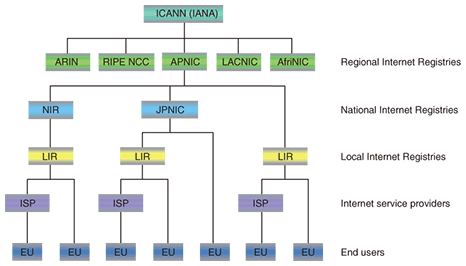 ICANN (IANA)
ARIN RIPE NCC APNIC LACNIC AfriNIC Regional Internet Registries
NIR JPNIC National Internet Registries
LIR LIR LIR Local Internet Registries
ISP ISP ISP Internet service providers
EU EU EU EU EU EU EU End users